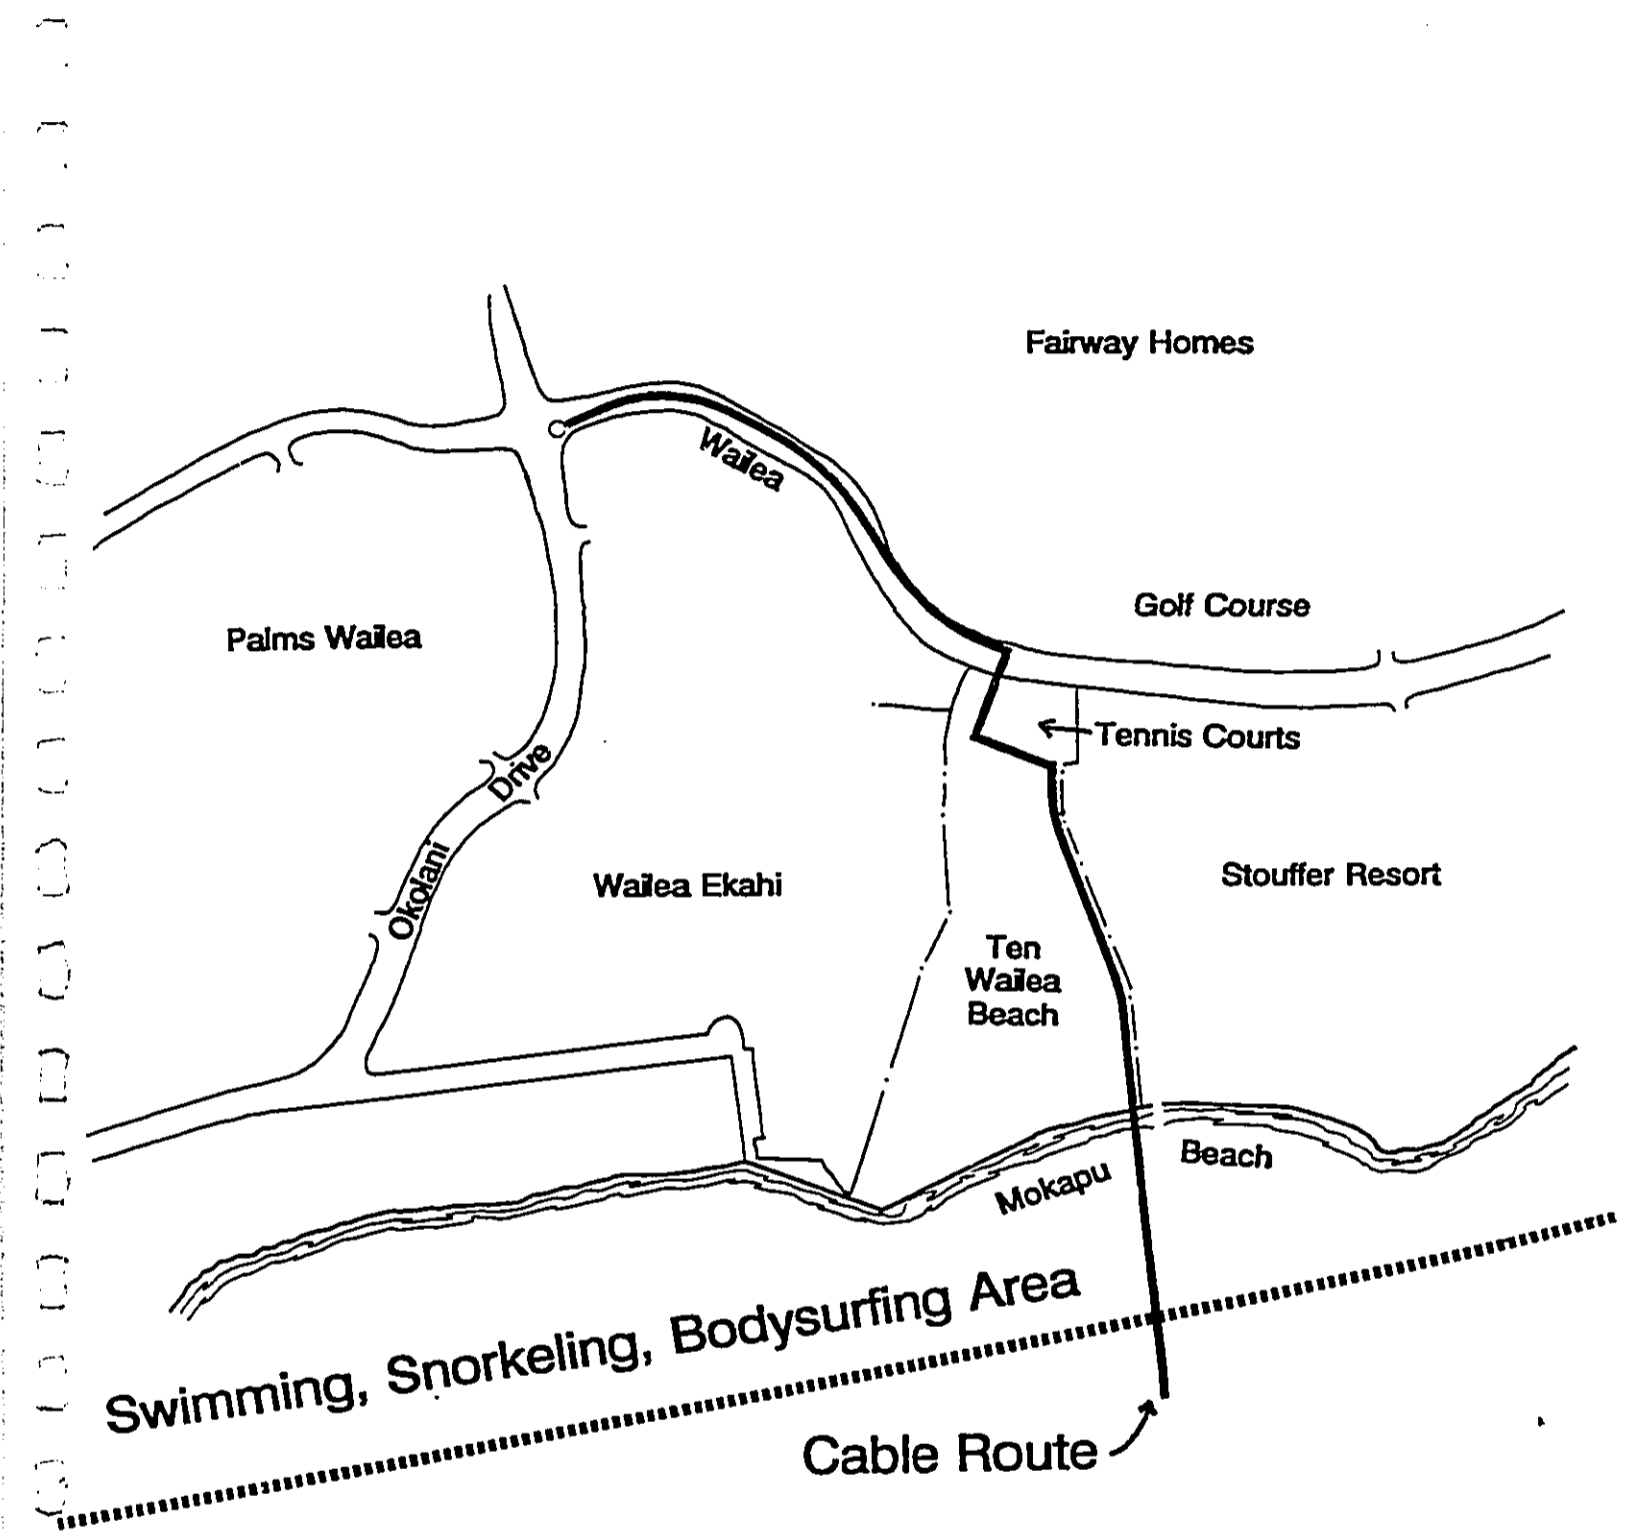 Fairway Homes
Wailea
Golf Course
Palms Wailea
Tennis Courts
Drive
Okolani
Wailea Ekahi
Stouffer Resort
Ten
Wailea
Beach
Mokapu
Beach
Swimming, Snorkeling, Bodysurfing Area
Cable Route